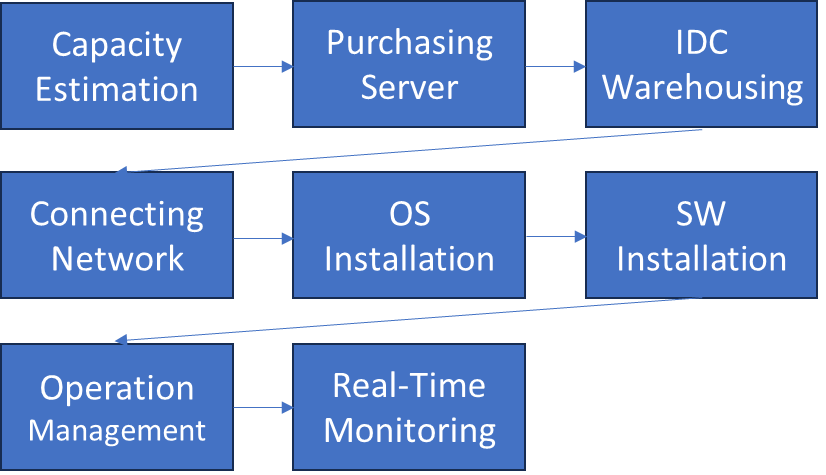 Capacity
Estimation
Purchasing
Server
IDC
Warehousing
Connecting
Network
OS
Installation
SW
Installation
Operation
Management
Real-Time
Monitoring